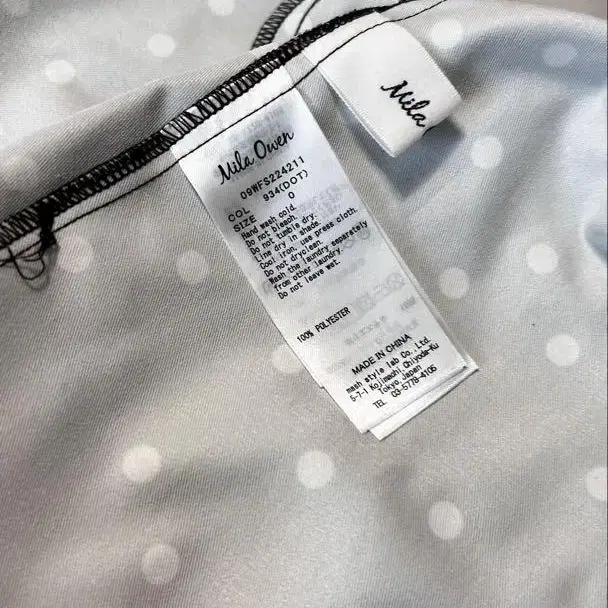 Mila Owen
09WFS224211
COL 934(DOT)
SIZE 0
Hand wash cold.
Do not bleach.
Do not tumble dry.
Line dry in shade.
Cool iron, use press cloth.
Do not dryclean.
Wash the laundry separately
from other laundry.
Do not leave wet.
100% POLYESTER
MADE IN CHINA
mash style lab Co., Ltd.
5-7-1 Kojimachi, Chiyoda-Ku
Tokyo, Japan
TEL 03-5778-4105
Mila